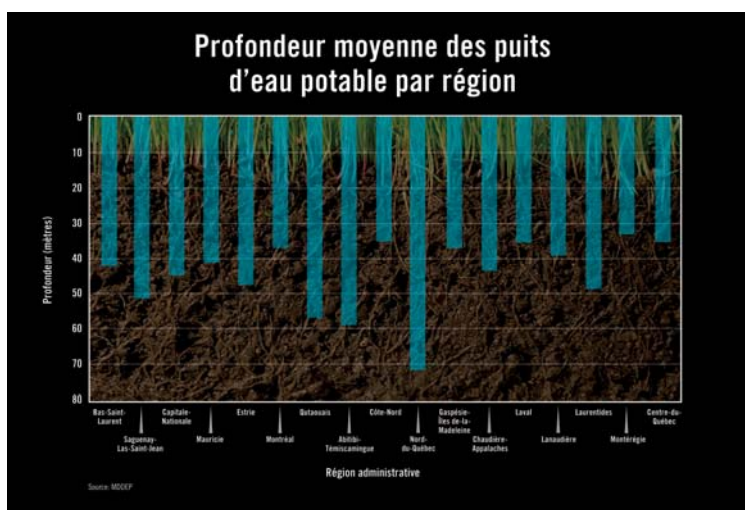 Profondeur moyenne des puits
d'eau potable par région
0
10
20
30
40
50
60
70
80
Profondeur (mètres)
Bas-Saint-
Laurent
Saguenay-
Las-Saint-Jean
Capitale-
Nationale
Mauricie
Estrie
Montréal
Outaouais
Abitibi-
Témiscamingue
Côte-Nord
Nord-
du-Québec
Gaspésie-
Îles de-la-
Madeleine
Chaudière-
Appalaches
Laval
Lanaudière
Laurentides
Montérégie
Centre-du-
Québec
Région administrative
Source: MDDEP